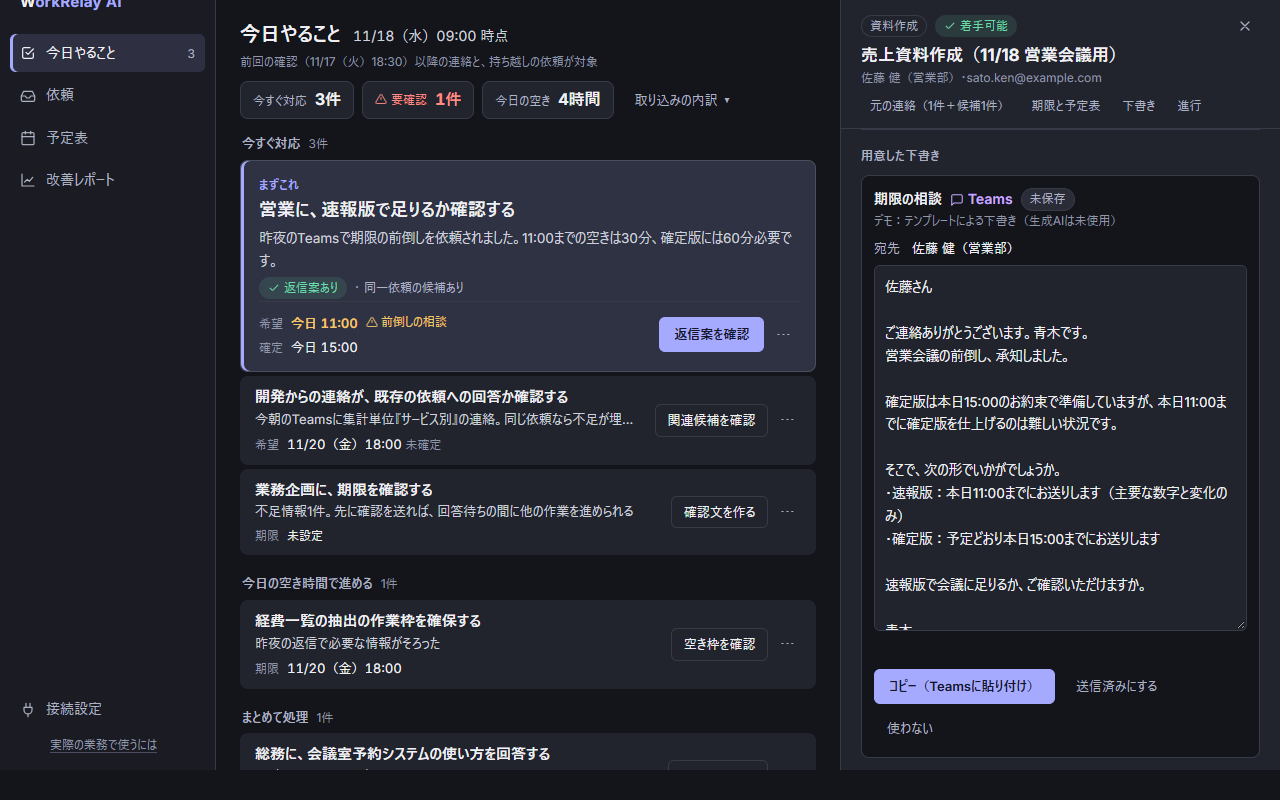 WorkRelay AI
今日やること 3
依頼
予定表
改善レポート
接続設定
実際の業務で使うには
今日やること 11/18（水）09:00 時点
前回の確認（11/17（火）18:30）以降の連絡と、持ち越しの依頼が対象
今すぐ対応 3件
要確認 1件
今日の空き 4時間
取り込みの内訳 ▼
今すぐ対応 3件
まずこれ
営業に、速報版で足りるか確認する
昨夜のTeamsで期限の前倒しを依頼されました。11:00までの空きは30分、確定版には60分必要で
す。
返信案あり ・同一依頼の候補あり
希望 今日 11:00 前倒しの相談
確定 今日 15:00
返信案を確認 …
開発からの連絡が、既存の依頼への回答か確認する
今朝のTeamsに集計単位『サービス別』の連絡。同じ依頼なら不足が埋…
希望 11/20（金）18:00 未確定
関連候補を確認 …
業務企画に、期限を確認する
不足情報1件。先に確認を送れば、回答待ちの間に他の作業を進められる
期限 未設定
確認文を作る …
今日の空き時間で進める 1件
経費一覧の抽出の作業枠を確保する
昨夜の返信で必要な情報がそろった
期限 11/20（金）18:00
空き枠を確認 …
まとめて処理 1件
総務に、会議室予約システムの使い方を回答する
資料作成 着手可能
売上資料作成（11/18 営業会議用）
佐藤 健（営業部）・sato.ken@example.com
元の連絡（1件＋候補1件） 期限と予定表 下書き 進行
用意した下書き
期限の相談 Teams 未保存
デモ：テンプレートによる下書き（生成AIは未使用）
宛先 佐藤 健（営業部）
佐藤さん
ご連絡ありがとうございます。青木です。
営業会議の前倒し、承知しました。
確定版は本日15:00のお約束で準備していますが、本日11:00ま
でに確定版を仕上げるのは難しい状況です。
そこで、次の形でいかがでしょうか。
・速報版：本日11:00までにお送りします（主要な数字と変化の
み）
・確定版：予定どおり本日15:00までにお送りします
速報版で会議に足りるか、ご確認いただけますか。
青木
コピー（Teamsに貼り付け） 送信済みにする
使わない